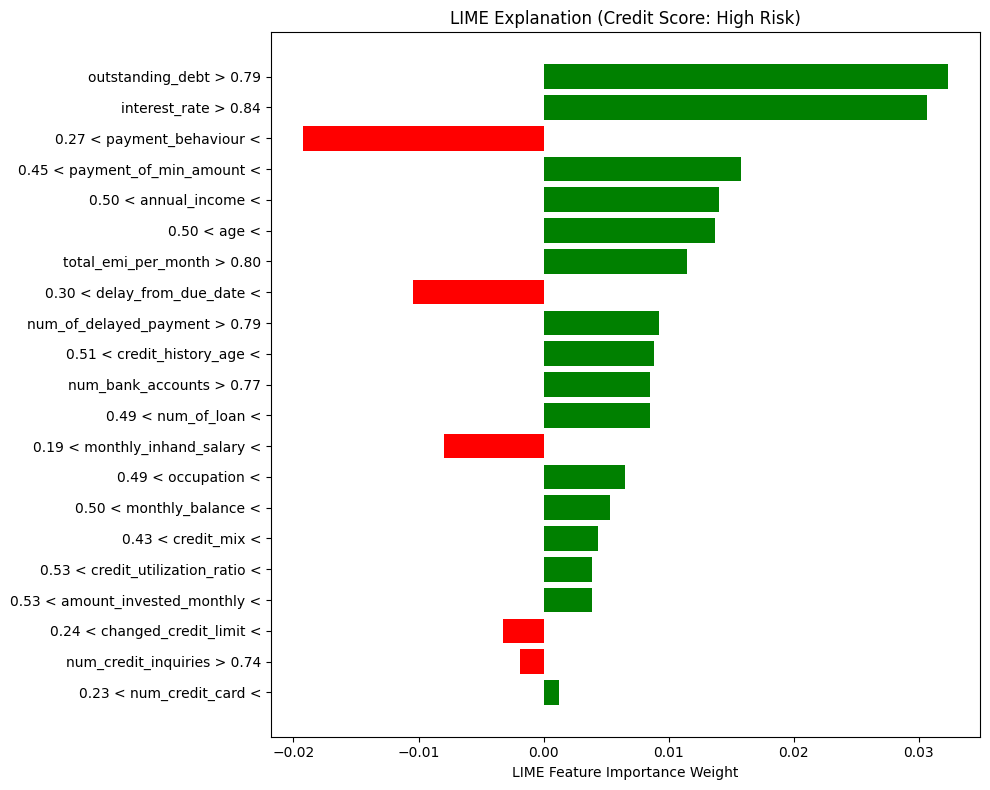 LIME Explanation (Credit Score: High Risk)
outstanding_debt > 0.79
interest_rate > 0.84
0.27 < payment_behaviour <
0.45 < payment_of_min_amount <
0.50 < annual_income <
0.50 < age <
total_emi_per_month > 0.80
0.30 < delay_from_due_date <
num_of_delayed_payment > 0.79
0.51 < credit_history_age <
num_bank_accounts > 0.77
0.49 < num_of_loan <
0.19 < monthly_inhand_salary <
0.49 < occupation <
0.50 < monthly_balance <
0.43 < credit_mix <
0.53 < credit_utilization_ratio <
0.53 < amount_invested_monthly <
0.24 < changed_credit_limit <
num_credit_inquiries > 0.74
0.23 < num_credit_card <
−0.02 −0.01 0.00 0.01 0.02 0.03
LIME Feature Importance Weight